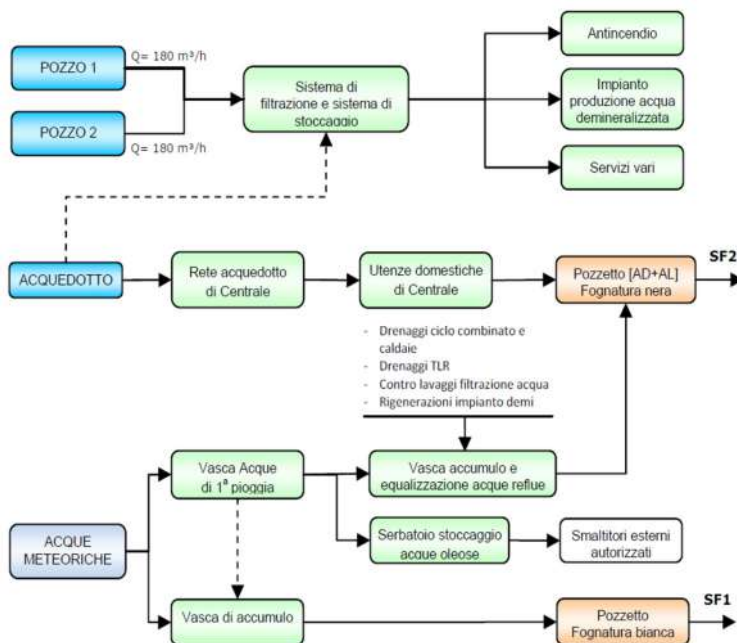 POZZO 1
Q= 180 m³/h
POZZO 2
Q= 180 m³/h
Sistema di
filtrazione e sistema di
stoccaggio
Antincendio
Impianto
produzione acqua
demineralizzata
Servizi vari
ACQUEDOTTO
Rete acquedotto
di Centrale
Utenze domestiche
di Centrale
Pozzetto [AD+AL]
Fognatura nera
SF2
- Drenaggi ciclo combinato e
caldaie
- Drenaggi TLR
- Contro lavaggi filtrazione acqua
- Rigenerazioni impianto demi
ACQUE
METEORICHE
Vasca Acque
di 1ª pioggia
Vasca accumulo e
equalizzazione acque reflue
Serbatoio stoccaggio
acque oleose
Smaltitori esterni
autorizzati
Vasca di accumulo
Pozzetto
Fognatura bianca
SF1